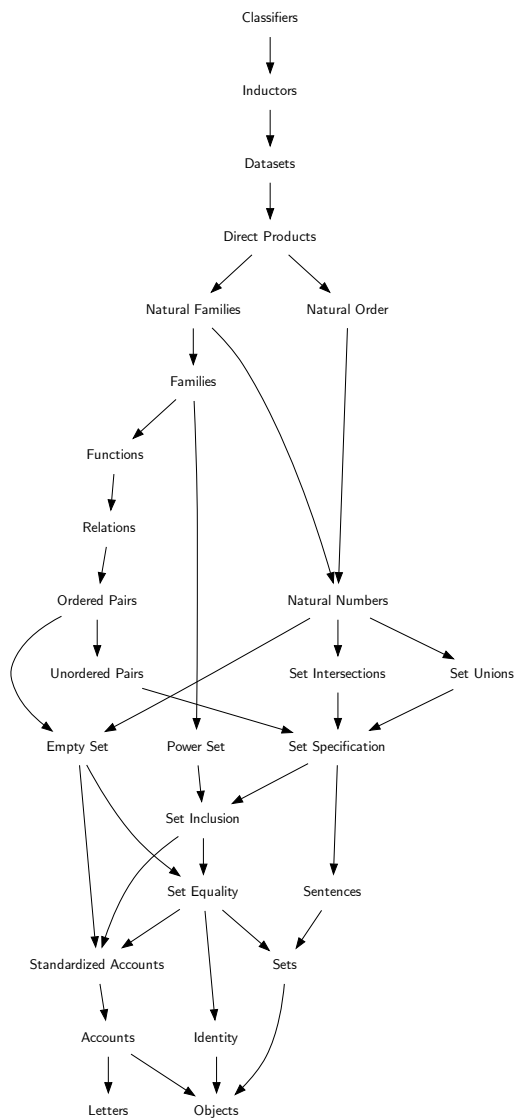 Classifiers
Inductors
Datasets
Direct Products
Natural Families
Natural Order
Families
Functions
Relations
Ordered Pairs
Natural Numbers
Unordered Pairs
Set Intersections
Set Unions
Empty Set
Power Set
Set Specification
Set Inclusion
Set Equality
Sentences
Standardized Accounts
Sets
Accounts
Identity
Letters
Objects